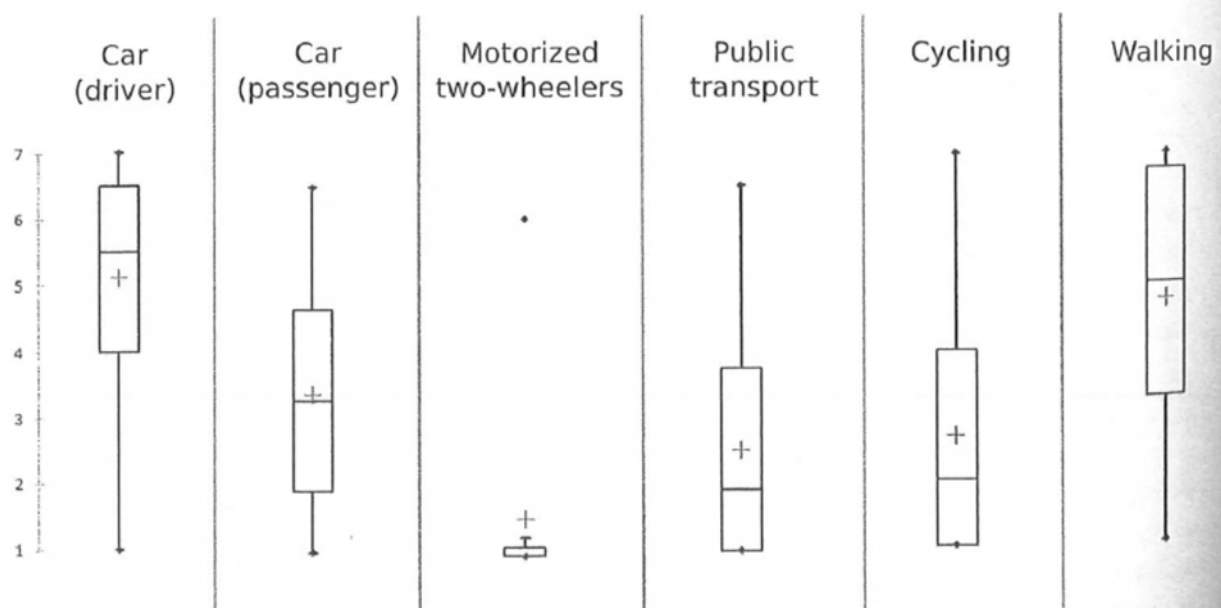 Car
(driver)
Car
(passenger)
Motorized
two-wheelers
Public
transport
Cycling
Walking
7
6
5
4
3
2
1